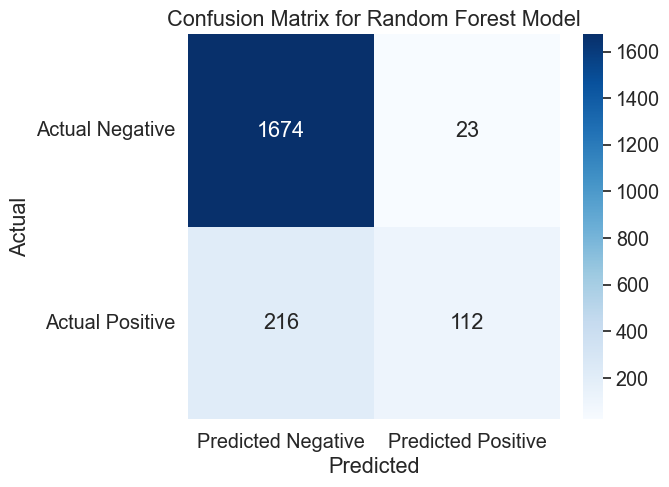 Confusion Matrix for Random Forest Model
Actual
Actual Negative
1674
23
Actual Positive
216
112
Predicted Negative
Predicted Positive
Predicted
1600
1400
1200
1000
800
600
400
200